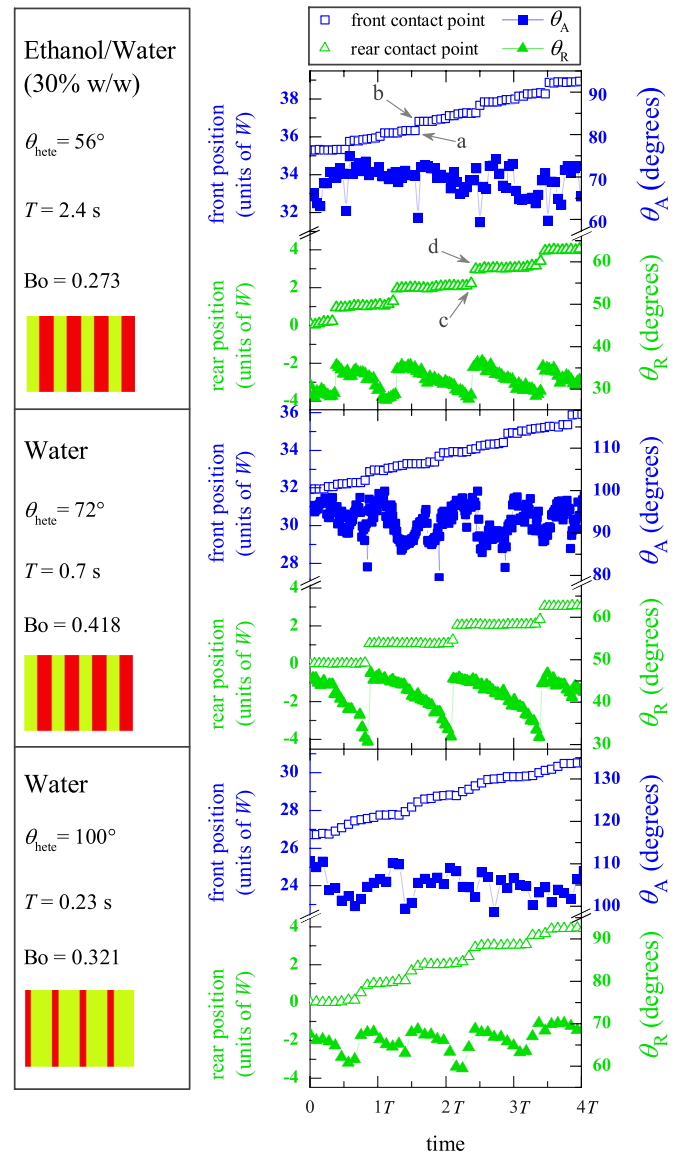 front contact point
θA
rear contact point
θR
Ethanol/Water
(30% w/w)
θhete = 56°
T = 2.4 s
Bo = 0.273
front position
(units of W)
38
36
34
32
b
a
90
80
70
60
θA (degrees)
rear position
(units of W)
4
2
0
-2
-4
d
c
60
50
40
30
θR (degrees)
Water
θhete = 72°
T = 0.7 s
Bo = 0.418
front position
(units of W)
36
34
32
30
28
110
100
90
80
θA (degrees)
rear position
(units of W)
4
2
0
-2
-4
60
50
40
30
θR (degrees)
Water
θhete = 100°
T = 0.23 s
Bo = 0.321
front position
(units of W)
30
28
26
24
130
120
110
100
θA (degrees)
rear position
(units of W)
4
2
0
-2
-4
90
80
70
60
θR (degrees)
0
1T
2T
3T
4T
time